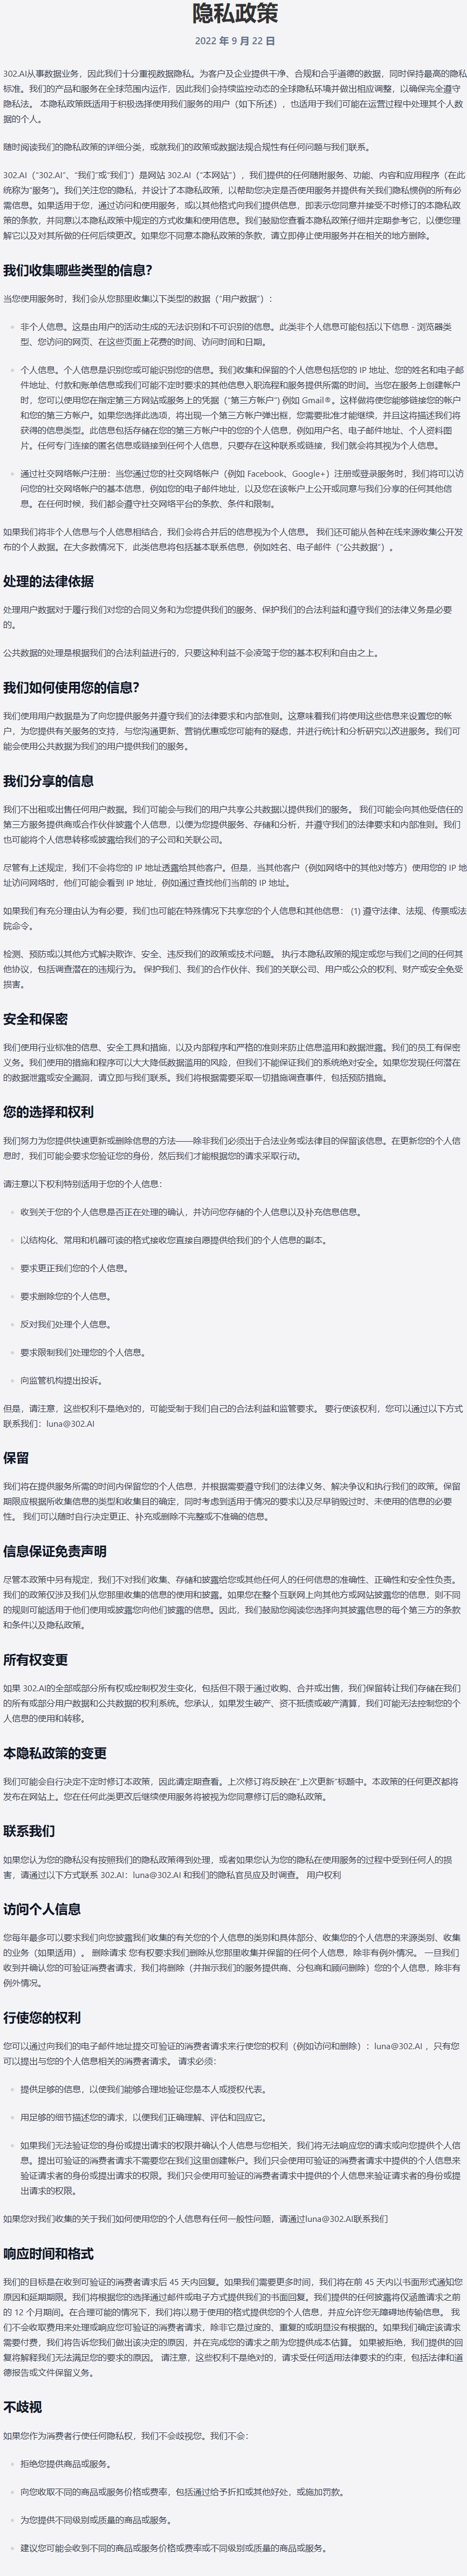 隐私政策
2022 年 9 月 22 日
302.AI从事数据业务，因此我们十分重视数据隐私。为客户及企业提供干净、合规和合乎道德的数据，同时保持最高的隐私
标准。我们的产品和服务在全球范围内运作，因此我们会持续监控动态的全球隐私环境并做出相应调整，以确保完全遵守
隐私法。 本隐私政策既适用于积极选择使用我们服务的用户（如下所述），也适用于我们可能在运营过程中处理其个人数
据的个人。
随时阅读我们的隐私政策的详细分类，或就我们的政策或数据法规合规性有任何问题与我们联系。
302.AI（“302.AI”、“我们”或“我们”）是网站 302.AI（“本网站”），我们提供的任何随附服务、功能、内容和应用程序（在此
统称为“服务”)。我们关注您的隐私，并设计了本隐私政策，以帮助您决定是否使用服务并提供有关我们隐私惯例的所有必
需信息。如果适用于您，通过访问和使用服务，或以其他格式向我们提供信息，即表示您同意并接受不时修订的本隐私政
策的条款，并同意以本隐私政策中规定的方式收集和使用信息。我们鼓励您查看本隐私政策仔细并定期参考它，以便您理
解它以及对其所做的任何后续更改。如果您不同意本隐私政策的条款，请立即停止使用服务并在相关的地方删除。
我们收集哪些类型的信息？
当您使用服务时，我们会从您那里收集以下类型的数据（“用户数据”）：
非个人信息。这是由用户的活动生成的无法识别和不可识别的信息。此类非个人信息可能包括以下信息 - 浏览器类
型、您访问的网页、在这些页面上花费的时间、访问时间和日期。
个人信息。个人信息是识别您或可能识别您的信息。我们收集和保留的个人信息包括您的 IP 地址、您的姓名和电子邮
件地址、付款和账单信息或我们可能不定时要求的其他信息入职流程和服务提供所需的时间。当您在服务上创建帐户
时，您可以使用您在指定第三方网站或服务上的凭据（“第三方帐户”) 例如 Gmail®。这样做将使您能够链接您的帐户
和您的第三方帐户。如果您选择此选项，将出现一个第三方帐户弹出框，您需要批准才能继续，并且这将描述我们将
获得的信息类型。此信息包括存储在您的第三方帐户中的您的个人信息，例如用户名、电子邮件地址、个人资料图
片。任何专门连接的匿名信息或链接到任何个人信息，只要存在这种联系或链接，我们就会将其视为个人信息。
通过社交网络帐户注册：当您通过您的社交网络帐户（例如 Facebook、Google+）注册或登录服务时，我们将可以访
问您的社交网络帐户的基本信息，例如您的电子邮件地址，以及您在该帐户上公开或同意与我们分享的任何其他信
息。在任何时候，我们都会遵守社交网络平台的条款、条件和限制。
如果我们将非个人信息与个人信息相结合，我们会将合并后的信息视为个人信息。 我们还可能从各种在线来源收集公开发
布的个人数据。在大多数情况下，此类信息将包括基本联系信息，例如姓名、电子邮件（“公共数据”）。
处理的法律依据
处理用户数据对于履行我们对您的合同义务和为您提供我们的服务、保护我们的合法利益和遵守我们的法律义务是必要
的。
公共数据的处理是根据我们的合法利益进行的，只要这种利益不会凌驾于您的基本权利和自由之上。
我们如何使用您的信息？
我们使用用户数据是为了向您提供服务并遵守我们的法律要求和内部准则。这意味着我们将使用这些信息来设置您的帐
户，为您提供有关服务的支持，与您沟通更新、营销优惠或您可能有的疑虑，并进行统计和分析研究以改进服务。我们可
能会使用公共数据为我们的用户提供我们的服务。
我们分享的信息
我们不出租或出售任何用户数据。我们可能会与我们的用户共享公共数据以提供我们的服务。 我们可能会向其他受信任的
第三方服务提供商或合作伙伴披露个人信息，以便为您提供服务、存储和分析，并遵守我们的法律要求和内部准则。我们
也可能将个人信息转移或披露给我们的子公司和关联公司。
尽管有上述规定，我们不会将您的 IP 地址透露给其他客户。但是，当其他客户（例如网络中的其他对等方）使用您的 IP 地
址访问网络时，他们可能会看到 IP 地址，例如通过查找他们当前的 IP 地址。
如果我们有充分理由认为有必要，我们也可能在特殊情况下共享您的个人信息和其他信息： (1) 遵守法律、法规、传票或法
院命令。
检测、预防或以其他方式解决欺诈、安全、违反我们的政策或技术问题。 执行本隐私政策的规定或您与我们之间的任何其
他协议，包括调查潜在的违规行为。 保护我们、我们的合作伙伴、我们的关联公司、用户或公众的权利、财产或安全免受
损害。
安全和保密
我们使用行业标准的信息、安全工具和措施，以及内部程序和严格的准则来防止信息滥用和数据泄露。我们的员工有保密
义务。我们使用的措施和程序可以大大降低数据滥用的风险，但我们不能保证我们的系统绝对安全。如果您发现任何潜在
的数据泄露或安全漏洞，请立即与我们联系。我们将根据需要采取一切措施调查事件，包括预防措施。
您的选择和权利
我们努力为您提供快速更新或删除信息的方法——除非我们必须出于合法业务或法律目的保留该信息。在更新您的个人信
息时，我们可能会要求您验证您的身份，然后我们才能根据您的请求采取行动。
请注意以下权利特别适用于您的个人信息：
收到关于您的个人信息是否正在处理的确认，并访问您存储的个人信息以及补充信息信息。
以结构化、常用和机器可读的格式接收您直接自愿提供给我们的个人信息的副本。
要求更正我们您的个人信息。
要求删除您的个人信息。
反对我们处理个人信息。
要求限制我们处理您的个人信息。
向监管机构提出投诉。
但是，请注意，这些权利不是绝对的，可能受制于我们自己的合法利益和监管要求。 要行使该权利，您可以通过以下方式
联系我们：luna@302.AI
保留
我们将在提供服务所需的时间内保留您的个人信息，并根据需要遵守我们的法律义务、解决争议和执行我们的政策。保留
期限应根据所收集信息的类型和收集目的确定，同时考虑到适用于情况的要求以及尽早销毁过时、未使用的信息的必要
性。 我们可以随时自行决定更正、补充或删除不完整或不准确的信息。
信息保证免责声明
尽管本政策中另有规定，我们不对我们收集、存储和披露给您或其他任何人的任何信息的准确性、正确性和安全性负责。
我们的政策仅涉及我们从您那里收集的信息的使用和披露。如果您在整个互联网上向其他方或网站披露您的信息，则不同
的规则可能适用于他们使用或披露您向他们披露的信息。因此，我们鼓励您阅读您选择向其披露信息的每个第三方的条款
和条件以及隐私政策。
所有权变更
如果 302.AI的全部或部分所有权或控制权发生变化，包括但不限于通过收购、合并或出售，我们保留转让我们存储在我们
的所有或部分用户数据和公共数据的权利系统。您承认，如果发生破产、资不抵债或破产清算，我们可能无法控制您的个
人信息的使用和转移。
本隐私政策的变更
我们可能会自行决定不定时修订本政策，因此请定期查看。上次修订将反映在“上次更新”标题中。本政策的任何更改都将
发布在网站上。您在任何此类更改后继续使用服务将被视为您同意修订后的隐私政策。
联系我们
如果您认为您的隐私没有按照我们的隐私政策得到处理，或者如果您认为您的隐私在使用服务的过程中受到任何人的损
害，请通过以下方式联系 302.AI：luna@302.AI 和我们的隐私官员应及时调查。 用户权利
访问个人信息
您每年最多可以要求我们向您披露我们收集的有关您的个人信息的类别和具体部分、收集您的个人信息的来源类别、收集
的业务（如果适用）。 删除请求 您有权要求我们删除从您那里收集并保留的任何个人信息，除非有例外情况。 一旦我们
收到并确认您的可验证消费者请求，我们将删除（并指示我们的服务提供商、分包商和顾问删除）您的个人信息，除非有
例外情况。
行使您的权利
您可以通过向我们的电子邮件地址提交可验证的消费者请求来行使您的权利（例如访问和删除）：luna@302.AI ，只有您
可以提出与您的个人信息相关的消费者请求。 请求必须：
提供足够的信息，以使我们能够合理地验证您是本人或授权代表。
用足够的细节描述您的请求，以便我们正确理解、评估和回应它。
如果我们无法验证您的身份或提出请求的权限并确认个人信息与您相关，我们将无法响应您的请求或向您提供个人信
息。提出可验证的消费者请求不需要您在我们这里创建帐户。我们只会使用可验证的消费者请求中提供的个人信息来
验证请求者的身份或提出请求的权限。我们只会使用可验证的消费者请求中提供的个人信息来验证请求者的身份或提
出请求的权限。
如果您对我们收集的关于我们如何使用您的个人信息有任何一般性问题，请通过luna@302.AI联系我们
响应时间和格式
我们的目标是在收到可验证的消费者请求后 45 天内回复。如果我们需要更多时间，我们将在前 45 天内以书面形式通知您
原因和延期期限。我们将根据您的选择通过邮件或电子方式提供我们的书面回复。我们提供的任何披露将仅涵盖请求之前
的 12 个月期间。在合理可能的情况下，我们将以易于使用的格式提供您的个人信息，并应允许您无障碍地传输信息。 我
们不会收取费用来处理或响应您可验证的消费者请求，除非它是过度的、重复的或明显没有根据的。如果我们确定该请求
需要付费，我们将告诉您我们做出该决定的原因，并在完成您的请求之前为您提供成本估算。 如果被拒绝，我们提供的回
复将解释我们无法满足您的要求的原因。 请注意，这些权利不是绝对的，请求受任何适用法律要求的约束，包括法律和道
德报告或文件保留义务。
不歧视
如果您作为消费者行使任何隐私权，我们不会歧视您。我们不会：
拒绝您提供商品或服务。
向您收取不同的商品或服务价格或费率，包括通过给予折扣或其他好处，或施加罚款。
为您提供不同级别或质量的商品或服务。
建议您可能会收到不同的商品或服务价格或费率或不同级别或质量的商品或服务。